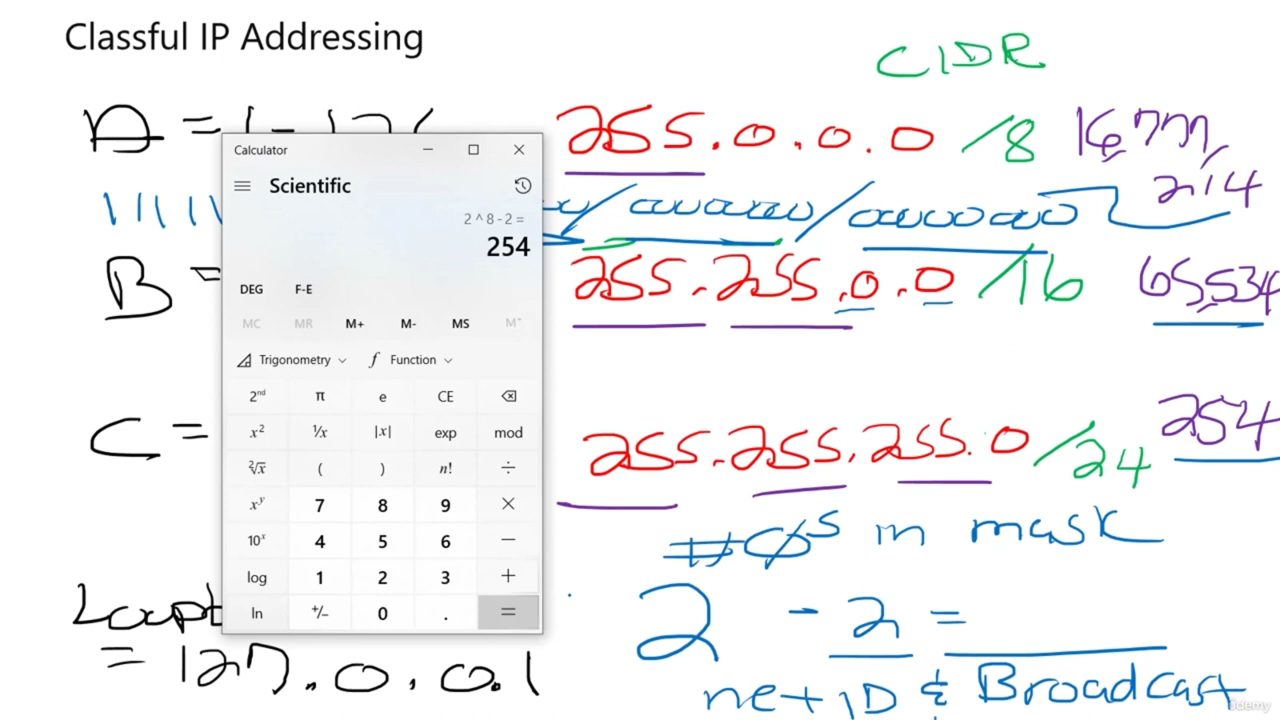 Classful IP Addressing
CIDR
A = 1-126 255.0.0.0 /8 16,777,
214
11111
B = 255.255.0.0 /16 65,534
C = 255.255.255.0 /24 254
Calculator
Scientific
2 ^ 8 - 2 =
254
DEG F-E
MC MR M+ M- MS M˅
Trigonometry Function
2ⁿᵈ π e CE
x² ¹/x |x| exp mod
²√x ( ) n! ÷
xʸ 7 8 9 ×
10ˣ 4 5 6 −
log 1 2 3 +
ln +/− 0 . =
#0s in mask
2 - 2 =
= 127.0.0.1
net ID & Broadcast
ûdemy